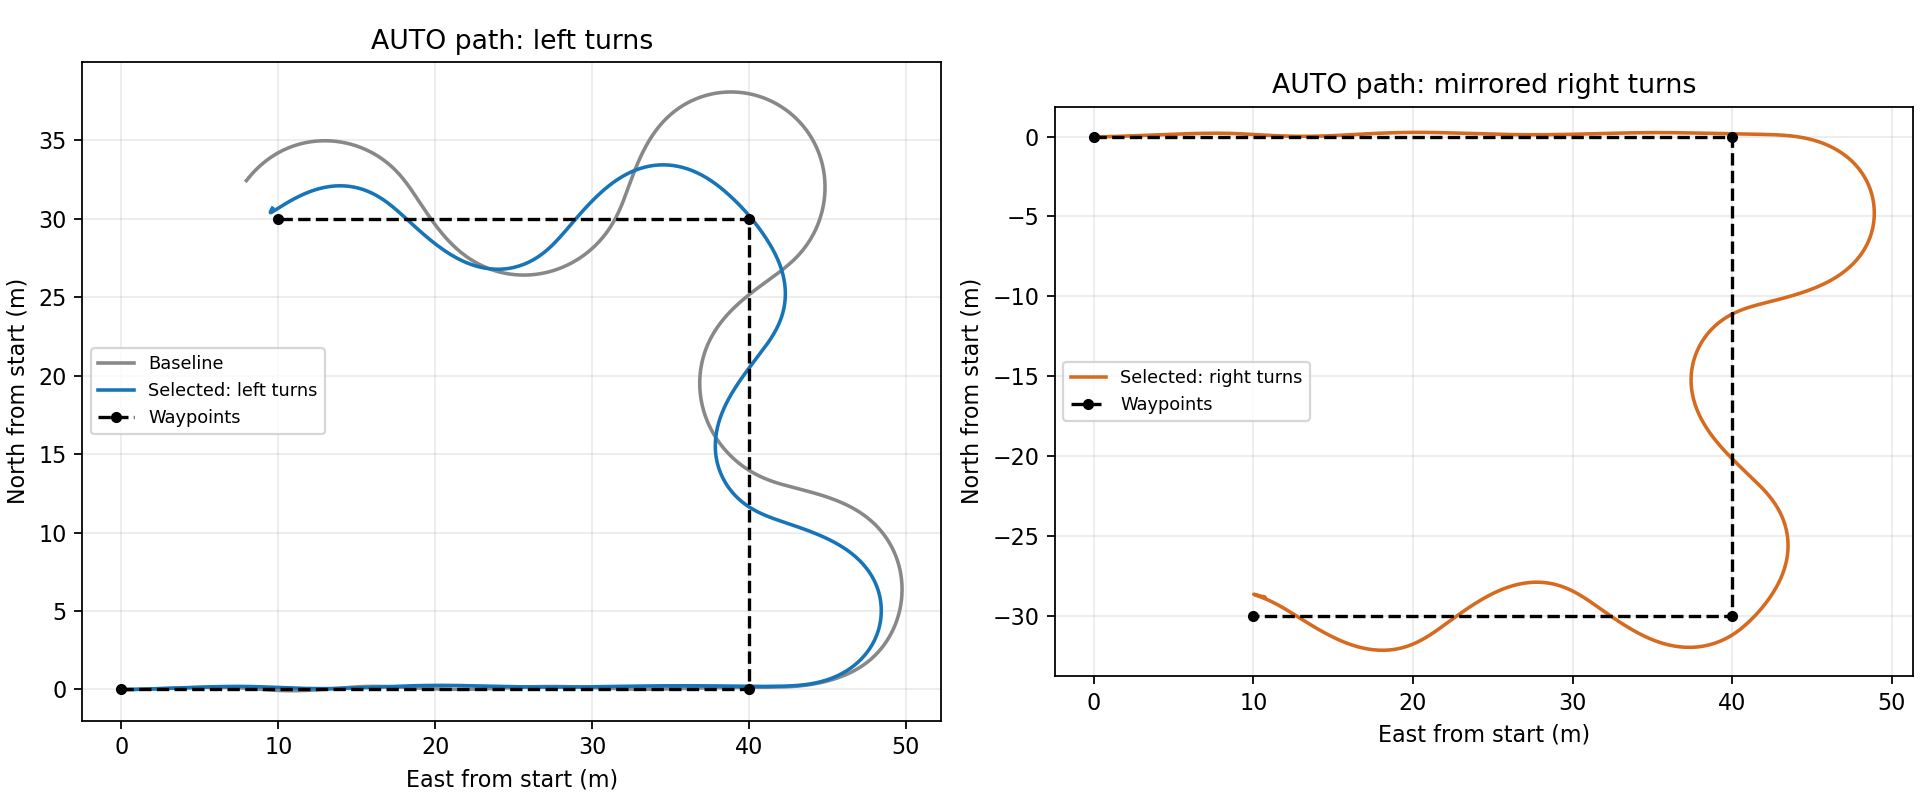 AUTO path: left turns
North from start (m)
35
30
25
20
15
10
5
0
Baseline
Selected: left turns
Waypoints
0
10
20
30
40
50
East from start (m)
AUTO path: mirrored right turns
North from start (m)
0
−5
−10
−15
−20
−25
−30
Selected: right turns
Waypoints
0
10
20
30
40
50
East from start (m)